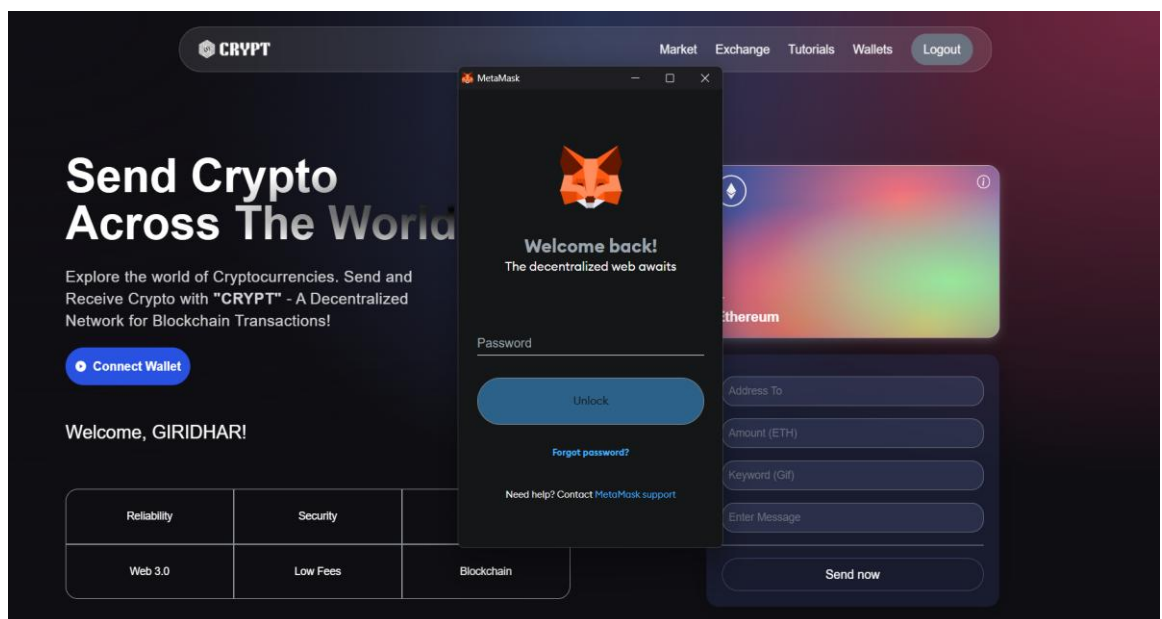 CRYPT
Market Exchange Tutorials Wallets Logout
MetaMask
Send Crypto
Across The World
Explore the world of Cryptocurrencies. Send and
Receive Crypto with "CRYPT" - A Decentralized
Network for Blockchain Transactions!
Connect Wallet
Welcome, GIRIDHAR!
Reliability Security
Web 3.0 Low Fees Blockchain
Welcome back!
The decentralized web awaits
Password
Unlock
Forgot password?
Need help? Contact MetaMask support
Ethereum
Address To
Amount (ETH)
Keyword (Gif)
Enter Message
Send now